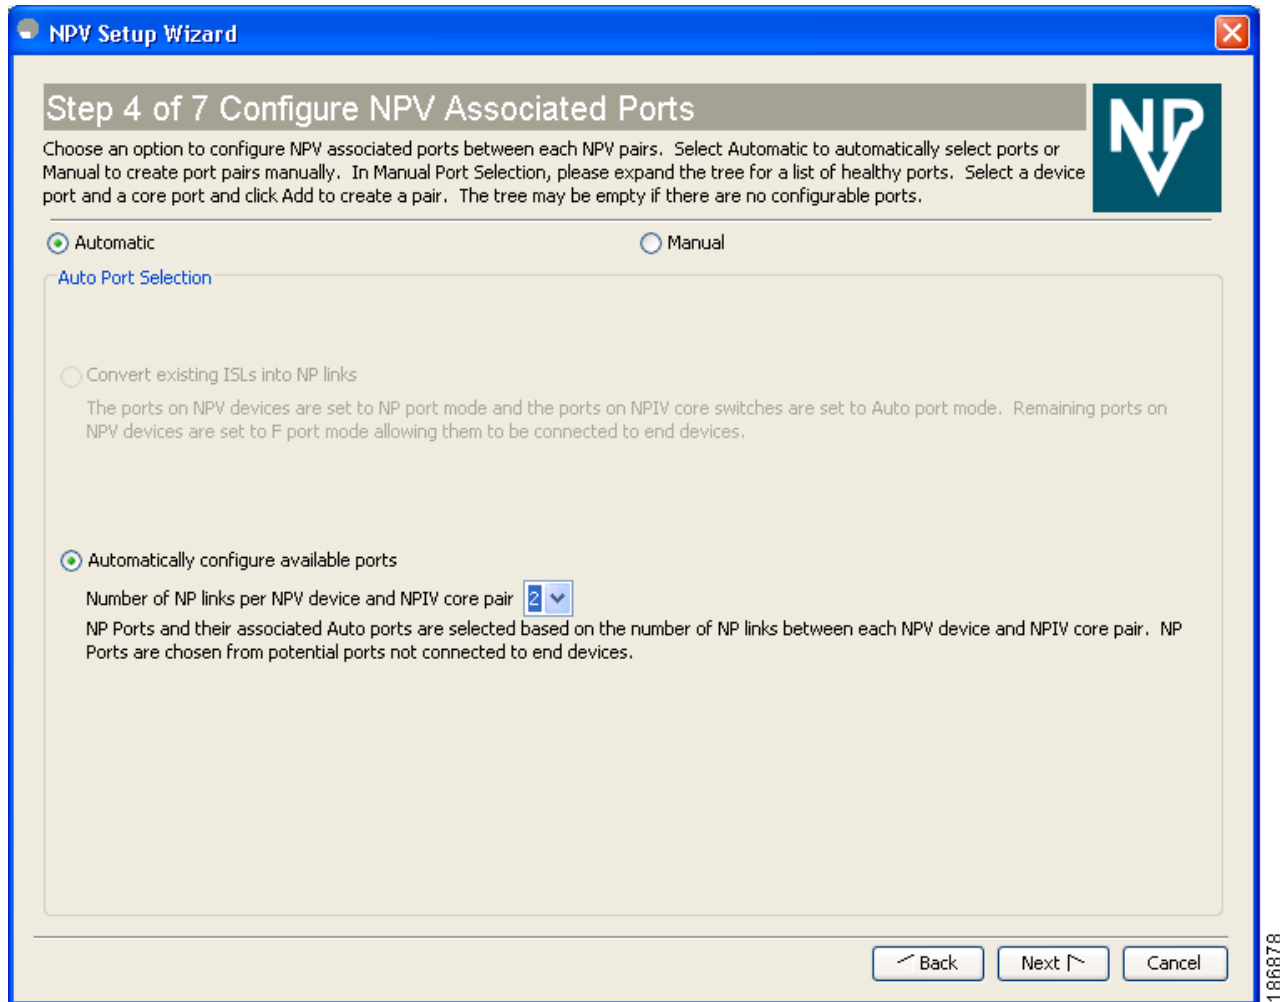 NPV Setup Wizard
Step 4 of 7 Configure NPV Associated Ports
NPV
Choose an option to configure NPV associated ports between each NPV pairs. Select Automatic to automatically select ports or
Manual to create port pairs manually. In Manual Port Selection, please expand the tree for a list of healthy ports. Select a device
port and a core port and click Add to create a pair. The tree may be empty if there are no configurable ports.
Automatic
Manual
Auto Port Selection
Convert existing ISLs into NP links
The ports on NPV devices are set to NP port mode and the ports on NPIV core switches are set to Auto port mode. Remaining ports on
NPV devices are set to F port mode allowing them to be connected to end devices.
Automatically configure available ports
Number of NP links per NPV device and NPIV core pair 2
NP Ports and their associated Auto ports are selected based on the number of NP links between each NPV device and NPIV core pair. NP
Ports are chosen from potential ports not connected to end devices.
Back
Next
Cancel
186878